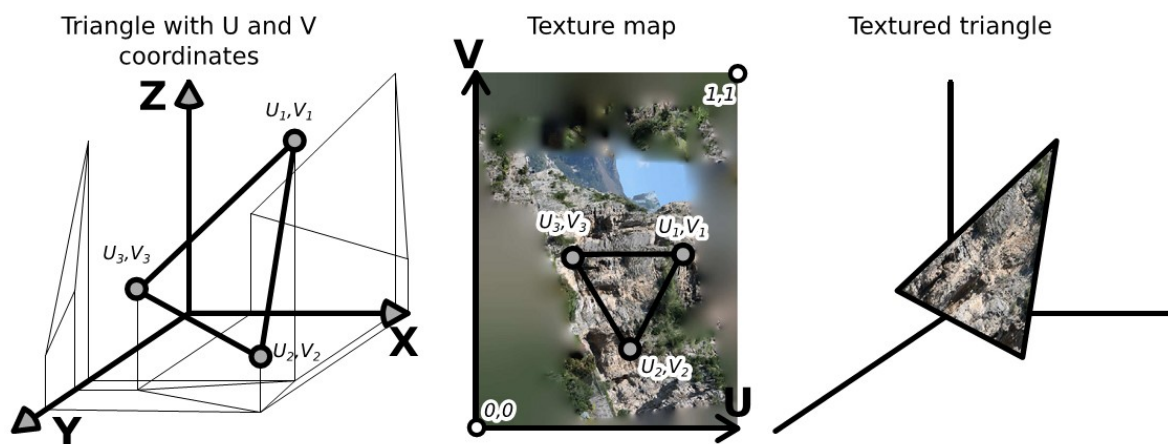 Triangle with U and V
coordinates
Z
U₁,V₁
U₃,V₃
U₂,V₂
X
Y
Texture map
V
1,1
U₃,V₃
U₁,V₁
U₂,V₂
0,0
U
Textured triangle